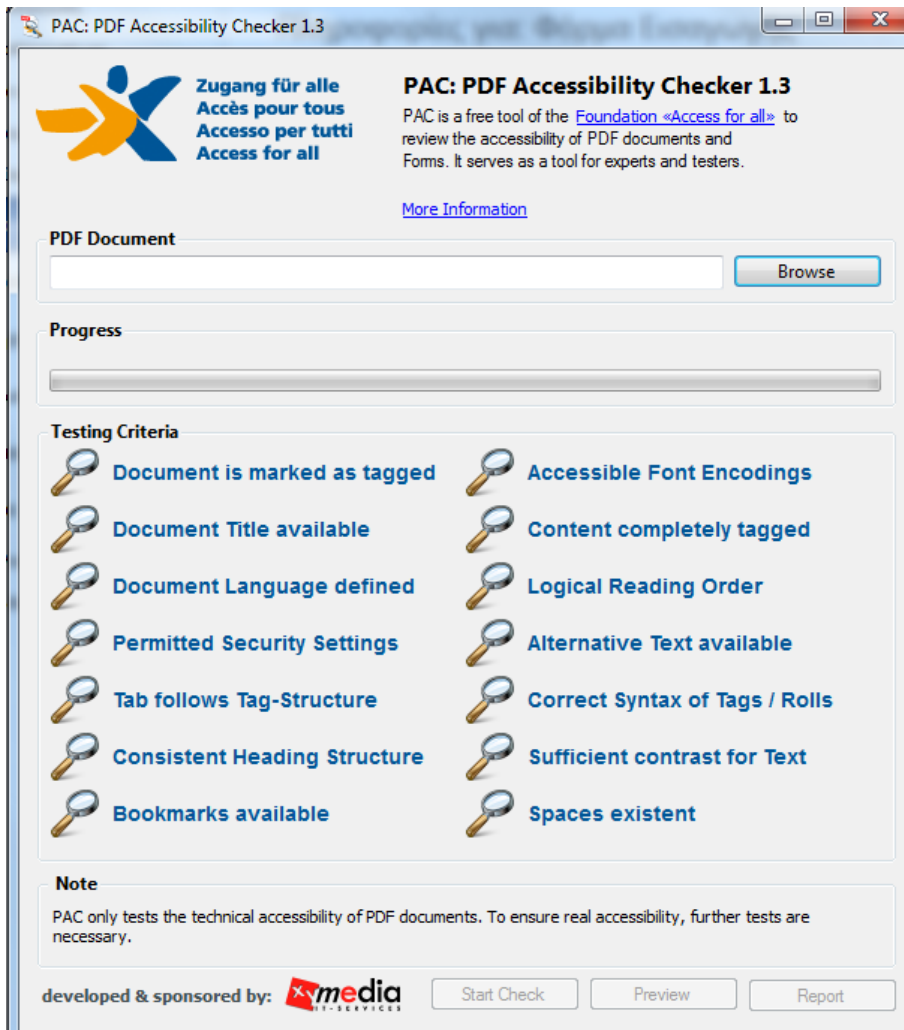 PAC: PDF Accessibility Checker 1.3
Zugang für alle
Accès pour tous
Accesso per tutti
Access for all
PAC: PDF Accessibility Checker 1.3
PAC is a free tool of the Foundation «Access for all» to
review the accessibility of PDF documents and
Forms. It serves as a tool for experts and testers.
More Information
PDF Document
Browse
Progress
Testing Criteria
Document is marked as tagged
Document Title available
Document Language defined
Permitted Security Settings
Tab follows Tag-Structure
Consistent Heading Structure
Bookmarks available
Accessible Font Encodings
Content completely tagged
Logical Reading Order
Alternative Text available
Correct Syntax of Tags / Rolls
Sufficient contrast for Text
Spaces existent
Note
PAC only tests the technical accessibility of PDF documents. To ensure real accessibility, further tests are
necessary.
developed & sponsored by:
xymedia
IT-SERVICES
Start Check
Preview
Report